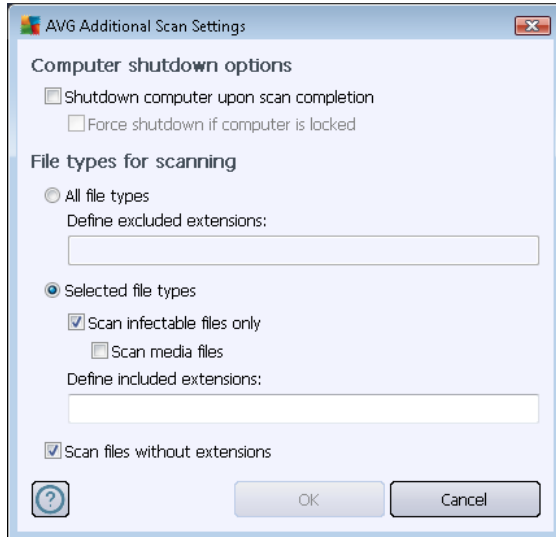 AVG Additional Scan Settings
Computer shutdown options
Shutdown computer upon scan completion
Force shutdown if computer is locked
File types for scanning
All file types
Define excluded extensions:
Selected file types
Scan infectable files only
Scan media files
Define included extensions:
Scan files without extensions
? OK Cancel